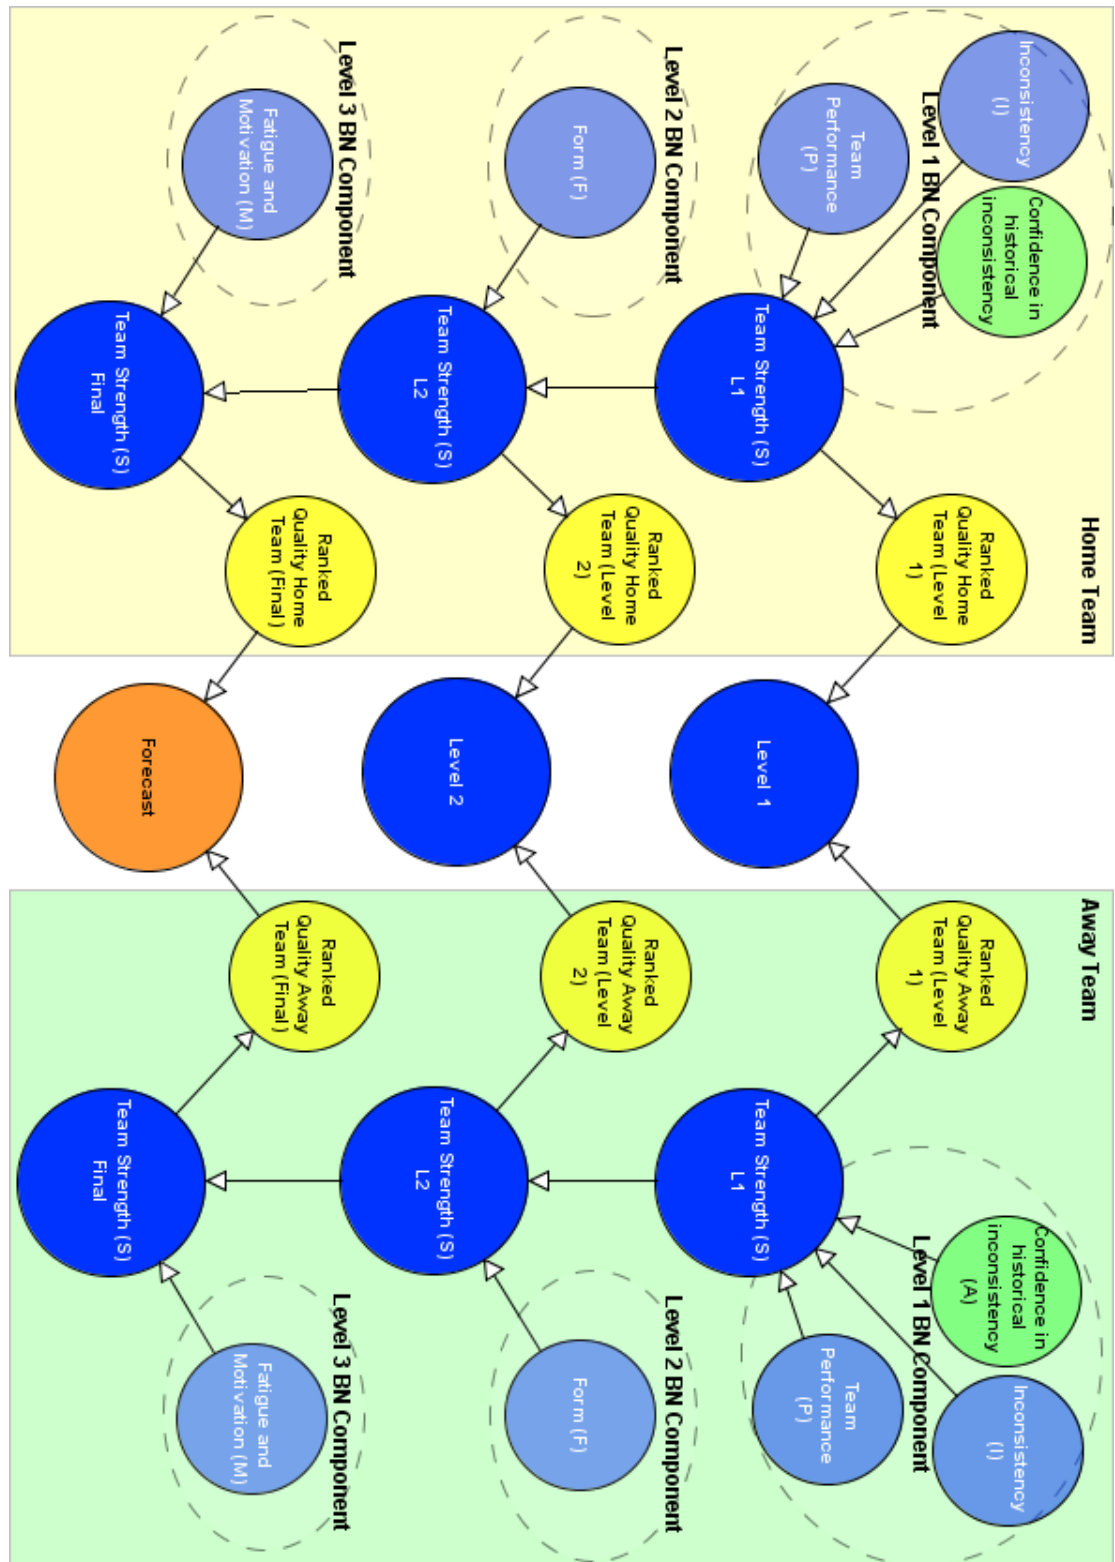 Home Team
Away Team
Inconsistency
(I)
Confidence in
historical
inconsistency
Level 1 BN Component
Team
Performance
(P)
Team Strength (S)
L1
Ranked
Quality Home
Team (Level
1)
Level 1
Ranked
Quality Away
Team (Level
1)
Team Strength (S)
L1
Confidence in
historical
inconsistency
(A)
Inconsistency
(I)
Level 1 BN Component
Team
Performance
(P)
Level 2 BN Component
Form (F)
Team Strength (S)
L2
Ranked
Quality Home
Team (Level
2)
Level 2
Ranked
Quality Away
Team (Level
2)
Team Strength (S)
L2
Level 2 BN Component
Form (F)
Level 3 BN Component
Fatigue and
Motivation (M)
Team Strength (S)
Final
Ranked
Quality Home
Team (Final)
Forecast
Ranked
Quality Away
Team (Final)
Team Strength (S)
Final
Level 3 BN Component
Fatigue and
Motivation (M)